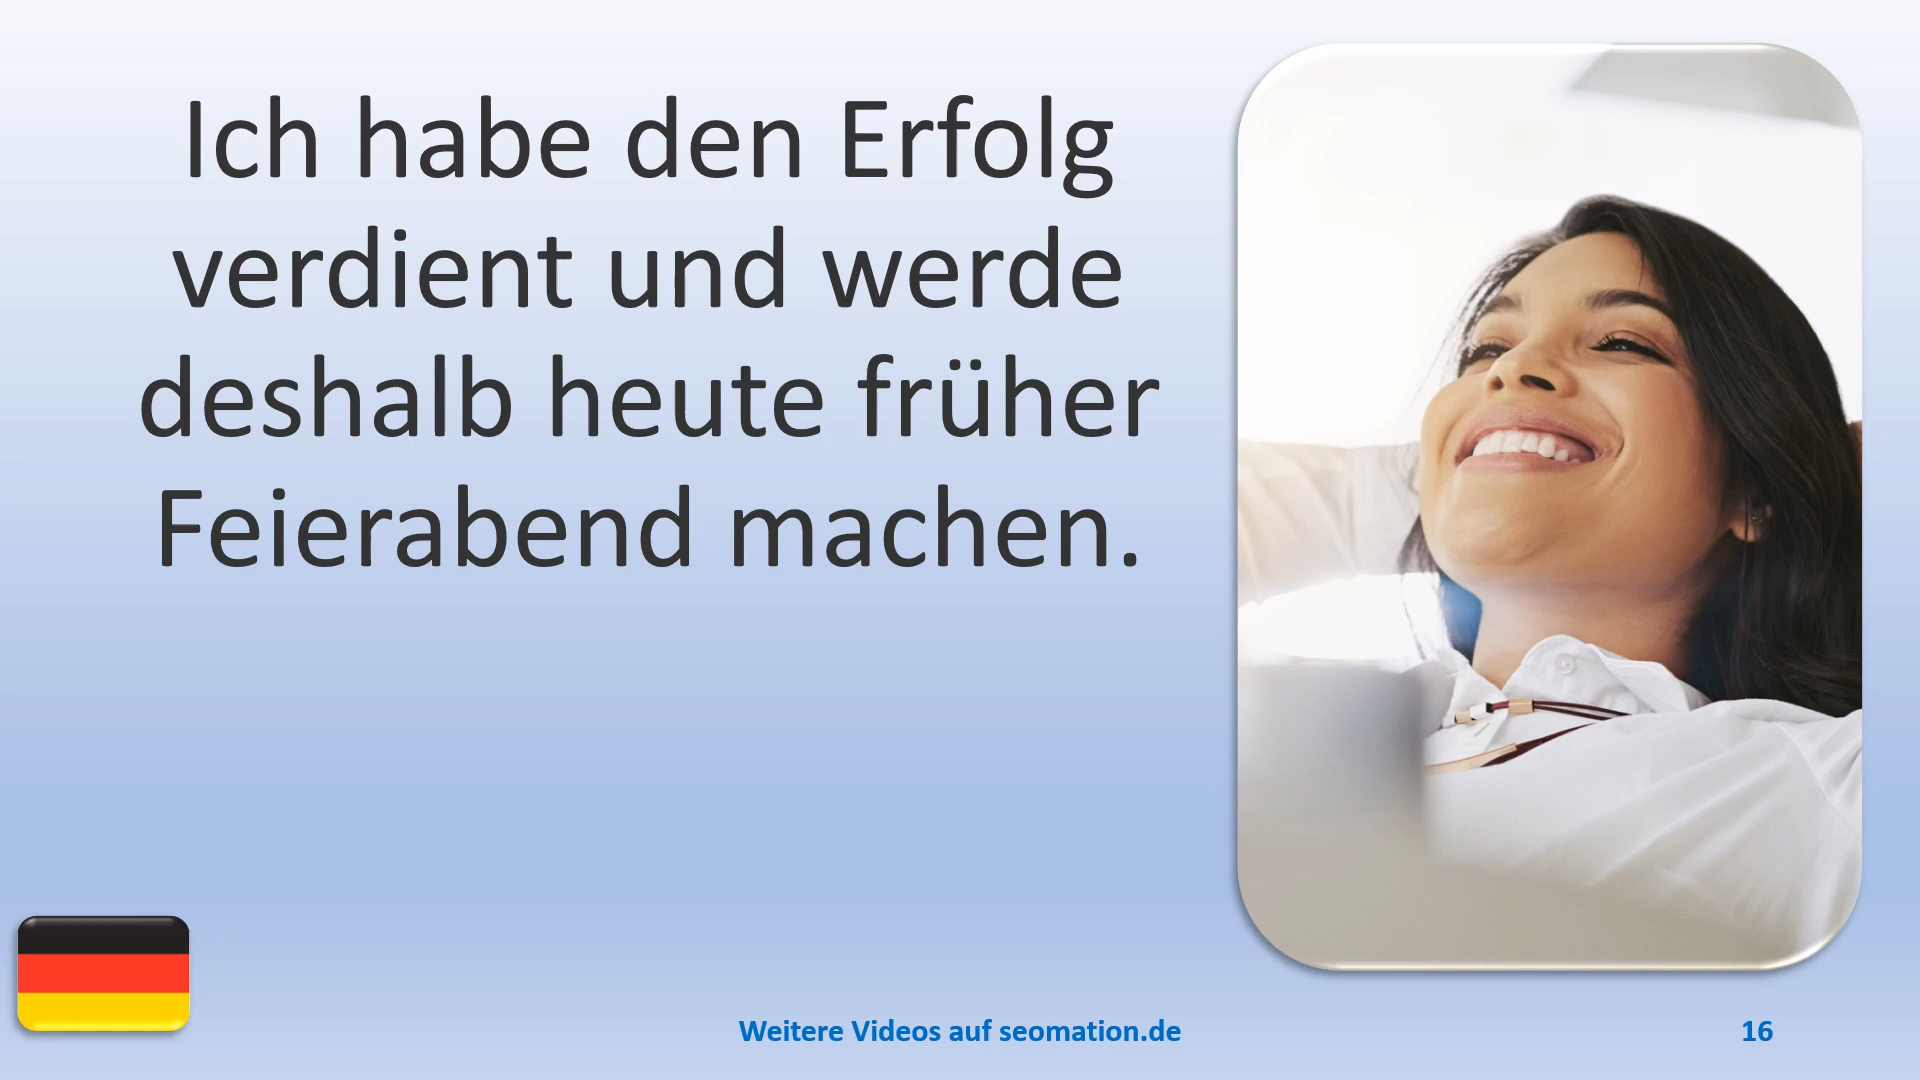 Ich habe den Erfolg
verdient und werde
deshalb heute früher
Feierabend machen.
Weitere Videos auf seomation.de
16